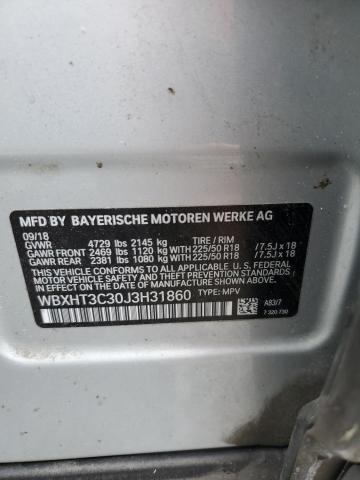 MFD BY BAYERISCHE MOTOREN WERKE AG
09/18 TIRE / RIM
GVWR 4729 lbs 2145 kg
GAWR FRONT 2469 lbs 1120 kg WITH 225/50 R18 / 7.5J x 18
GAWR REAR 2381 lbs 1080 kg WITH 225/50 R18 / 7.5J x 18
THIS VEHICLE CONFORMS TO ALL APPLICABLE U.S. FEDERAL
MOTOR VEHICLE SAFETY STANDARDS IN EFFECT
ON THE DATE OF MANUFACTURE SHOWN ABOVE.
WBXHT3C30J3H31860 TYPE: MPV A83/7
7 320 730